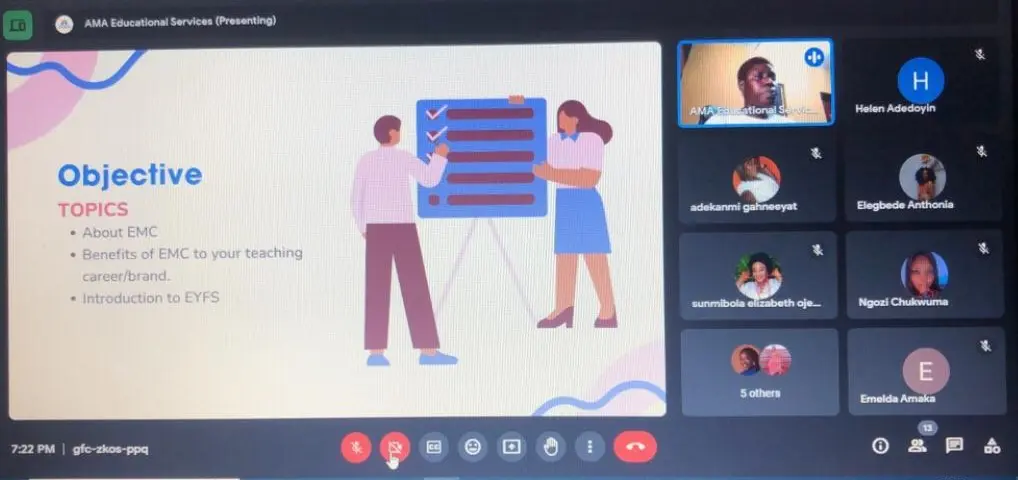 AMA Educational Services (Presenting)
Objective
TOPICS
• About EMC
• Benefits of EMC to your teaching
career/brand.
• Introduction to EYFS
AMA Educational Servic...
H
Helen Adedoyin
adekanmi gahneeyat
Elegbede Anthonia
sunmibola elizabeth oje...
Ngozi Chukwuma
5 others
E
Emelda Amaka
7:22 PM | gfc-zkos-ppq
CC
13